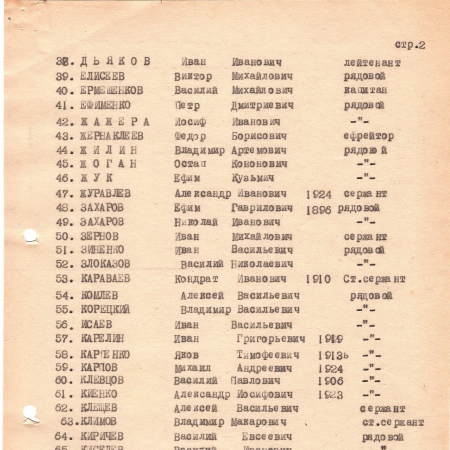 стр.2
38. ДЬЯКОВ Иван Иванович лейтенант
39. ЕЛИСЕЕВ Виктор Михайлович рядовой
40. ЕРМЕШЕНКОВ Василий Михайлович капитан
41. ЕФИМЕНКО Петр Дмитриевич рядовой
42. ЖАЖЕРА Иосиф Иванович -"-
43. ЖЕРНАКЛЕЕВ Федор Борисович ефрейтор
44. ЖИЛИН Владимир Артемович рядовой
45. ЖОГАН Остап Кононович -"-
46. ЖУК Ефим Кузьмич -"-
47. ЖУРАВЛЕВ Александр Иванович 1924 сержант
48. ЗАХАРОВ Ефим Гаврилович 1896 рядовой
49. ЗАХАРОВ Николай Иванович -"-
50. ЗЕРНОВ Иван Михайлович сержант
51. ЗИНЕНКО Иван Васильевич рядовой
52. ЗЛОКАЗОВ Василий Николаевич -"-
53. КАРАВАЕВ Кондрат Иванович 1910 Ст.сержант
54. КОМЛЕВ Алексей Васильевич рядовой
55. КОРЕЦКИЙ Владимир Васильевич -"-
56. ИСАЕВ Иван Васильевич -"-
57. КАРЕЛИН Иван Григорьевич -"-
58. КАРПЕНКО Яков Тимофеевич -"-
59. КАРПОВ Михаил Андреевич 1924 -"-
60. КЛЕВЦОВ Василий Павлович 1906 -"-
61. КИЕНКО Александр Иосифович 1923 -"-
62. КЛЕЩЕВ Алексей Васильевич сержант
63. КЛИМОВ Владимир Макарович ст.сержант
64. КИРИЧЕВ Василий Евсеевич рядовой
65. КИСЕЛЕВ Василий Иванович